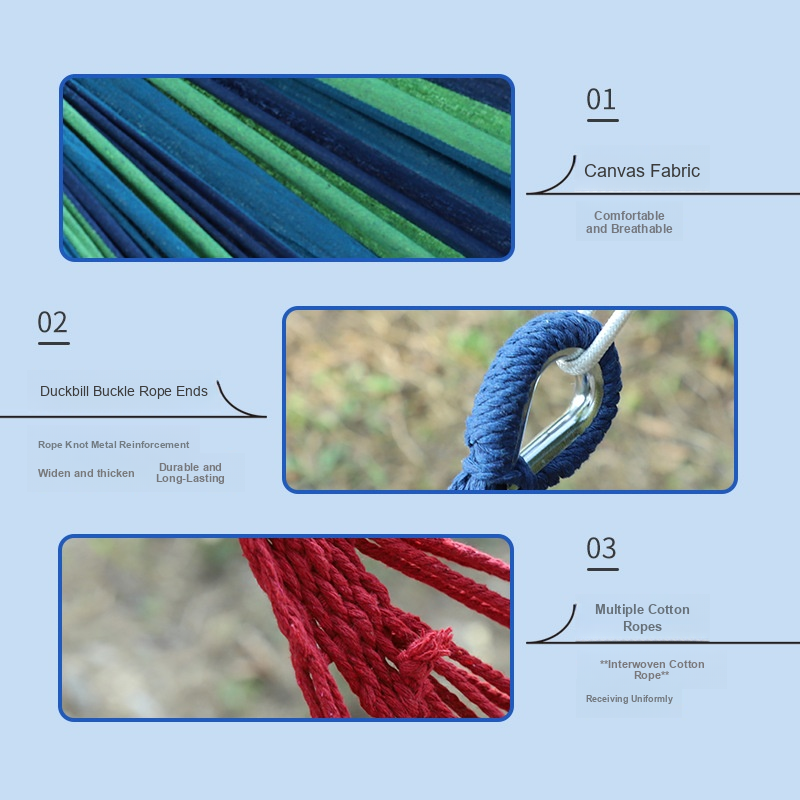 01
Canvas Fabric
Comfortable
and Breathable
02
Duckbill Buckle Rope Ends
Rope Knot Metal Reinforcement
Widen and thicken
Durable and
Long-Lasting
03
Multiple Cotton
Ropes
**Interwoven Cotton
Rope**
Receiving Uniformly